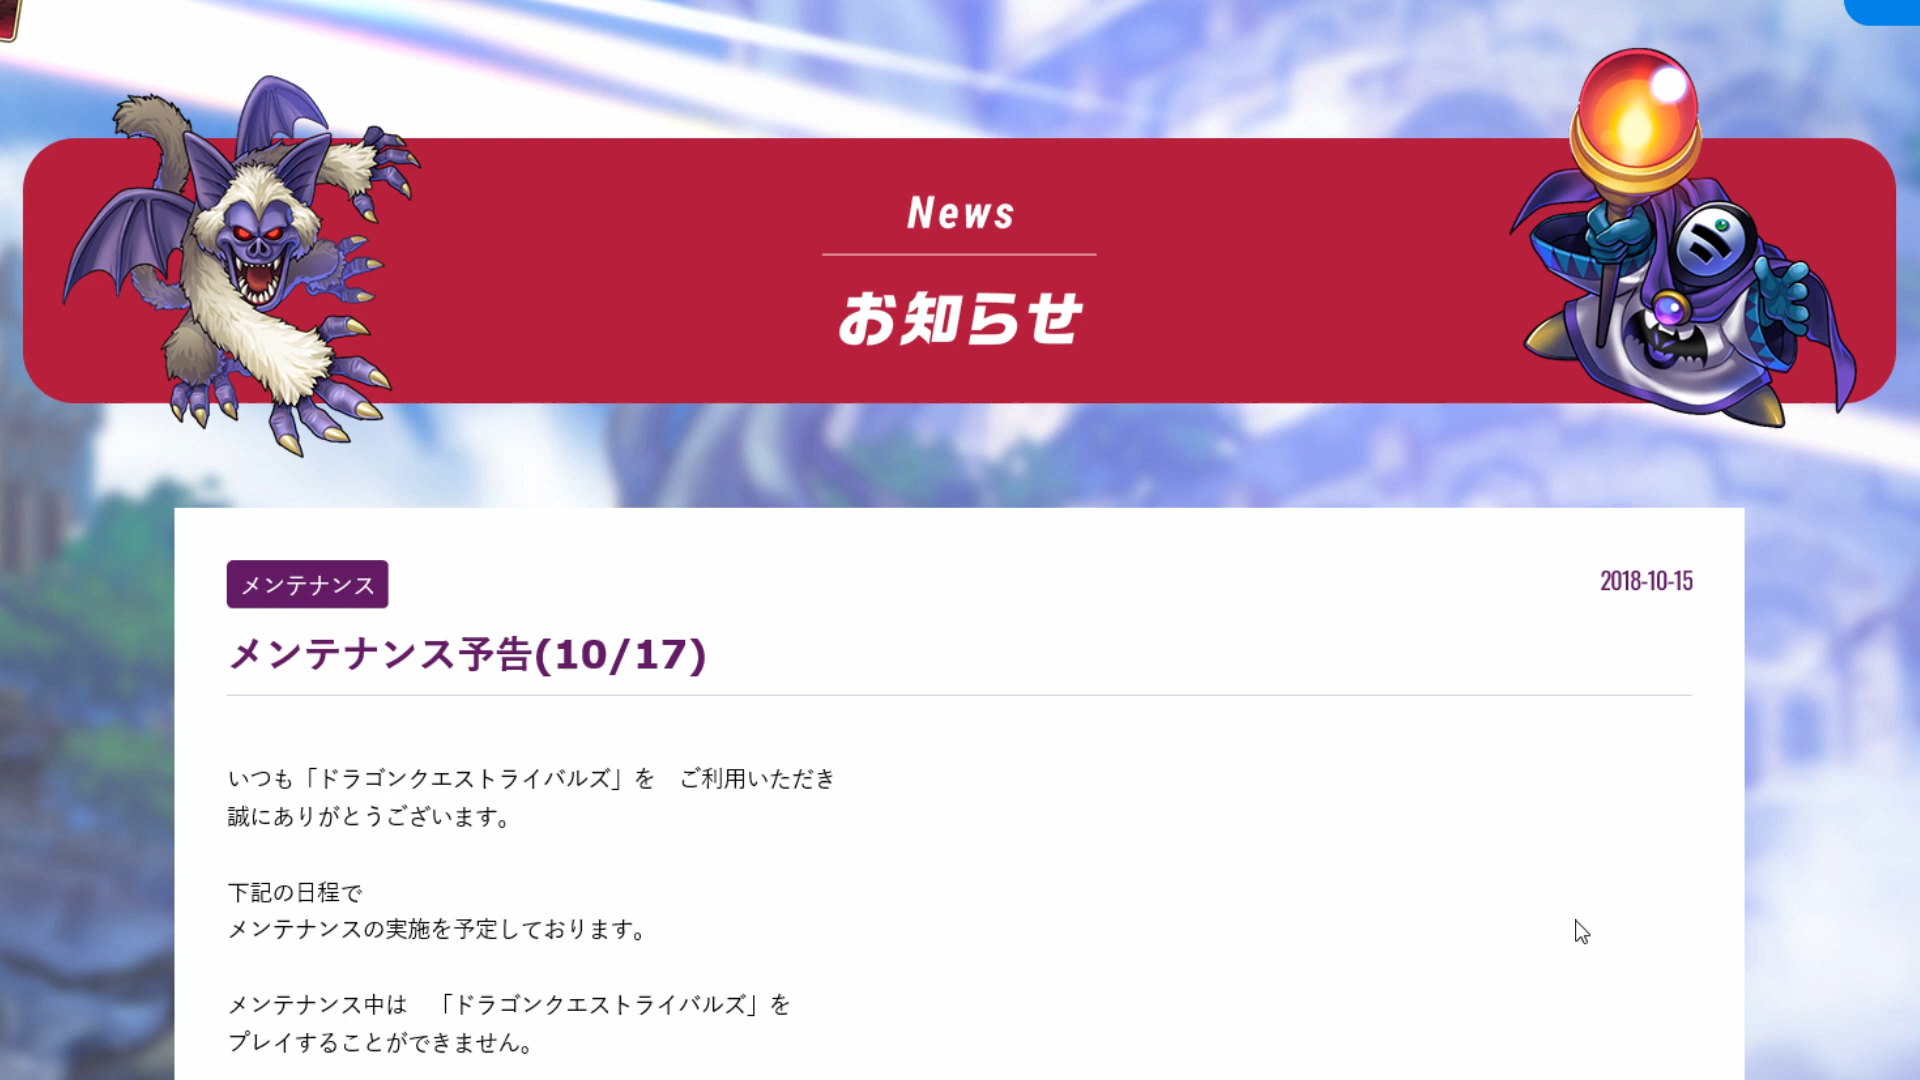 News
お知らせ
メンテナンス
2018-10-15
メンテナンス予告(10/17)
いつも「ドラゴンクエストライバルズ」を　ご利用いただき
誠にありがとうございます。
下記の日程で
メンテナンスの実施を予定しております。
メンテナンス中は　「ドラゴンクエストライバルズ」を
プレイすることができません。